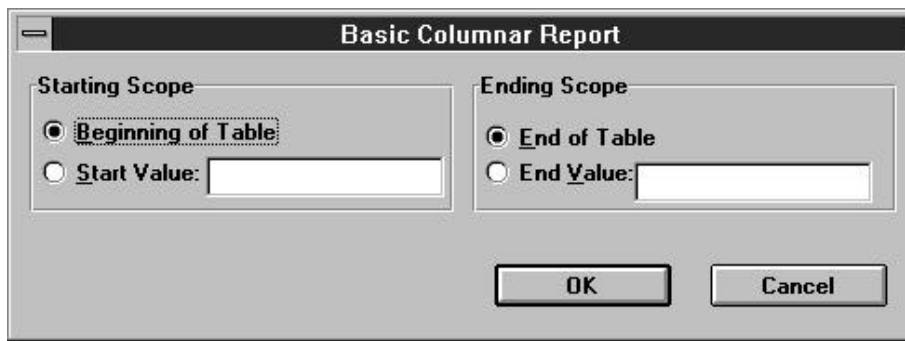 Basic Columnar Report
Starting Scope
Beginning of Table
Start Value:
Ending Scope
End of Table
End Value:
OK
Cancel